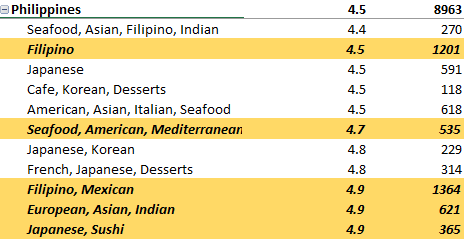 Philippines 4.5 8963
Seafood, Asian, Filipino, Indian 4.4 270
Filipino 4.5 1201
Japanese 4.5 591
Cafe, Korean, Desserts 4.5 118
American, Asian, Italian, Seafood 4.5 618
Seafood, American, Mediterranean 4.7 535
Japanese, Korean 4.8 229
French, Japanese, Desserts 4.8 314
Filipino, Mexican 4.9 1364
European, Asian, Indian 4.9 621
Japanese, Sushi 4.9 365